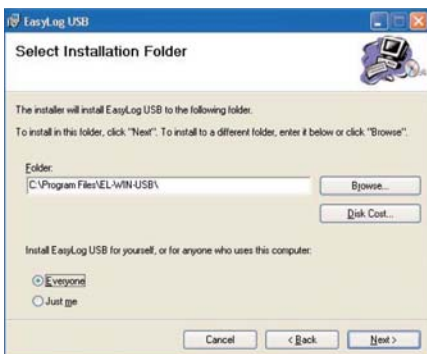 EasyLog USB
Select Installation Folder
The installer will install EasyLog USB to the following folder.
To install in this folder, click "Next". To install to a different folder, enter it below or click "Browse".
Folder:
C:\Program Files\EL-WIN-USB\
Browse...
Disk Cost...
Install EasyLog USB for yourself, or for anyone who uses this computer:
Everyone
Just me
Cancel < Back Next >